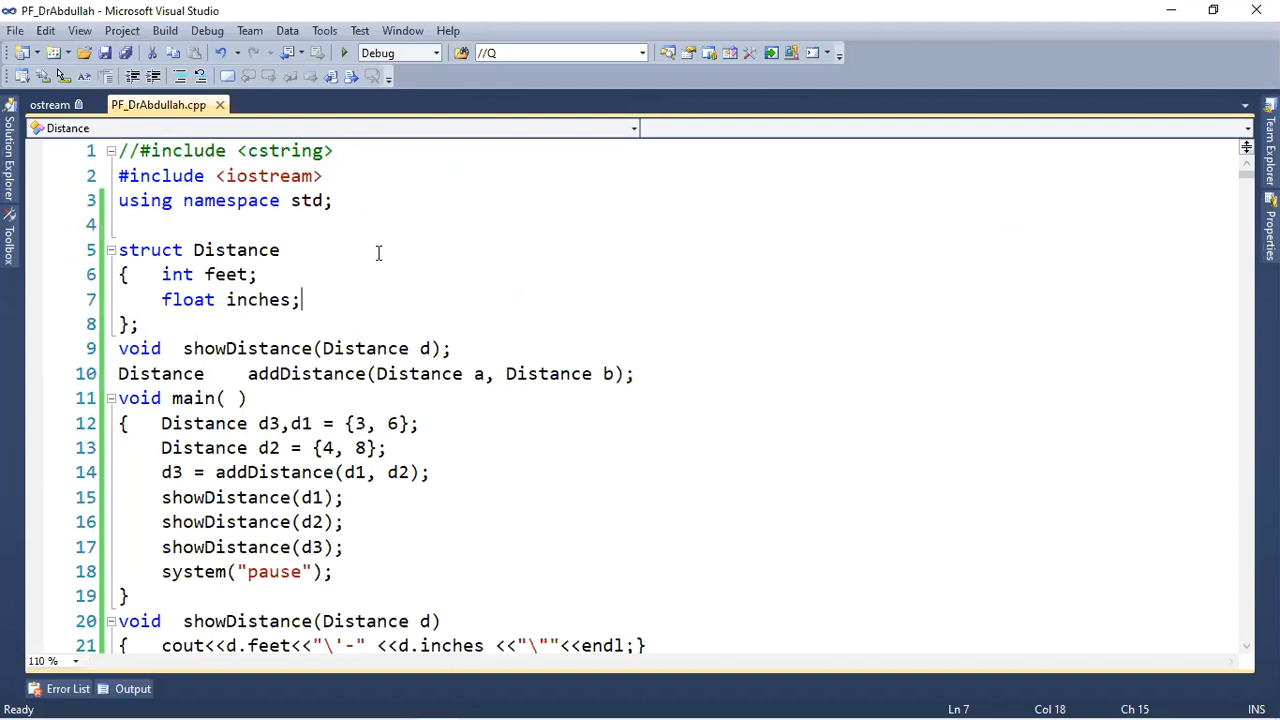 PF_DrAbdullah - Microsoft Visual Studio
File Edit View Project Build Debug Team Data Tools Test Window Help
Debug //Q
ostream PF_DrAbdullah.cpp
Distance
Solution Explorer
Toolbox
Team Explorer
Properties
1 //#include <cstring>
2 #include <iostream>
3 using namespace std;
4
5 struct Distance
6 { int feet;
7 float inches;
8 };
9 void showDistance(Distance d);
10 Distance addDistance(Distance a, Distance b);
11 void main( )
12 { Distance d3,d1 = {3, 6};
13 Distance d2 = {4, 8};
14 d3 = addDistance(d1, d2);
15 showDistance(d1);
16 showDistance(d2);
17 showDistance(d3);
18 system("pause");
19 }
20 void showDistance(Distance d)
21 { cout<<d.feet<<"\'-" <<d.inches <<"\""<<endl;}
110 %
Error List Output
Ready Ln 7 Col 18 Ch 15 INS